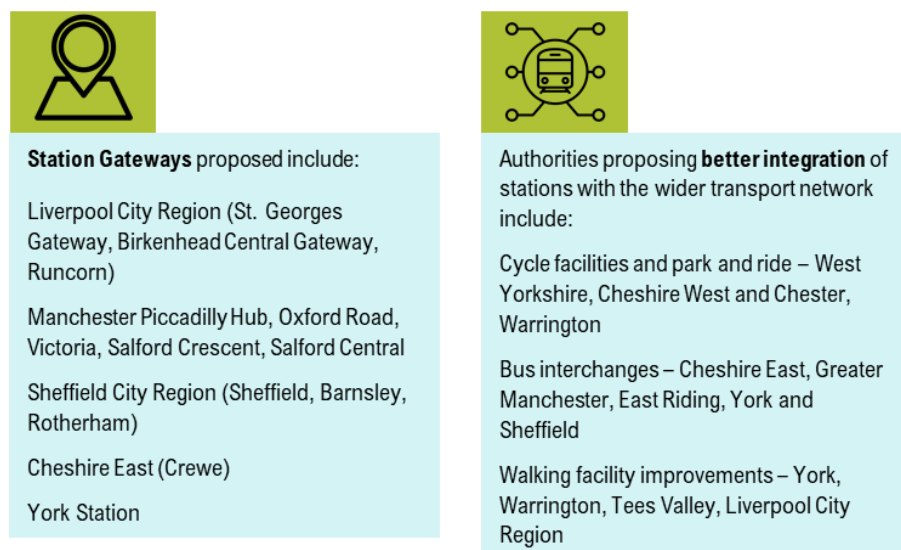 Station Gateways proposed include:
Liverpool City Region (St. Georges
Gateway, Birkenhead Central Gateway,
Runcorn)
Manchester Piccadilly Hub, Oxford Road,
Victoria, Salford Crescent, Salford Central
Sheffield City Region (Sheffield, Barnsley,
Rotherham)
Cheshire East (Crewe)
York Station
Authorities proposing better integration of
stations with the wider transport network
include:
Cycle facilities and park and ride – West
Yorkshire, Cheshire West and Chester,
Warrington
Bus interchanges – Cheshire East, Greater
Manchester, East Riding, York and
Sheffield
Walking facility improvements – York,
Warrington, Tees Valley, Liverpool City
Region